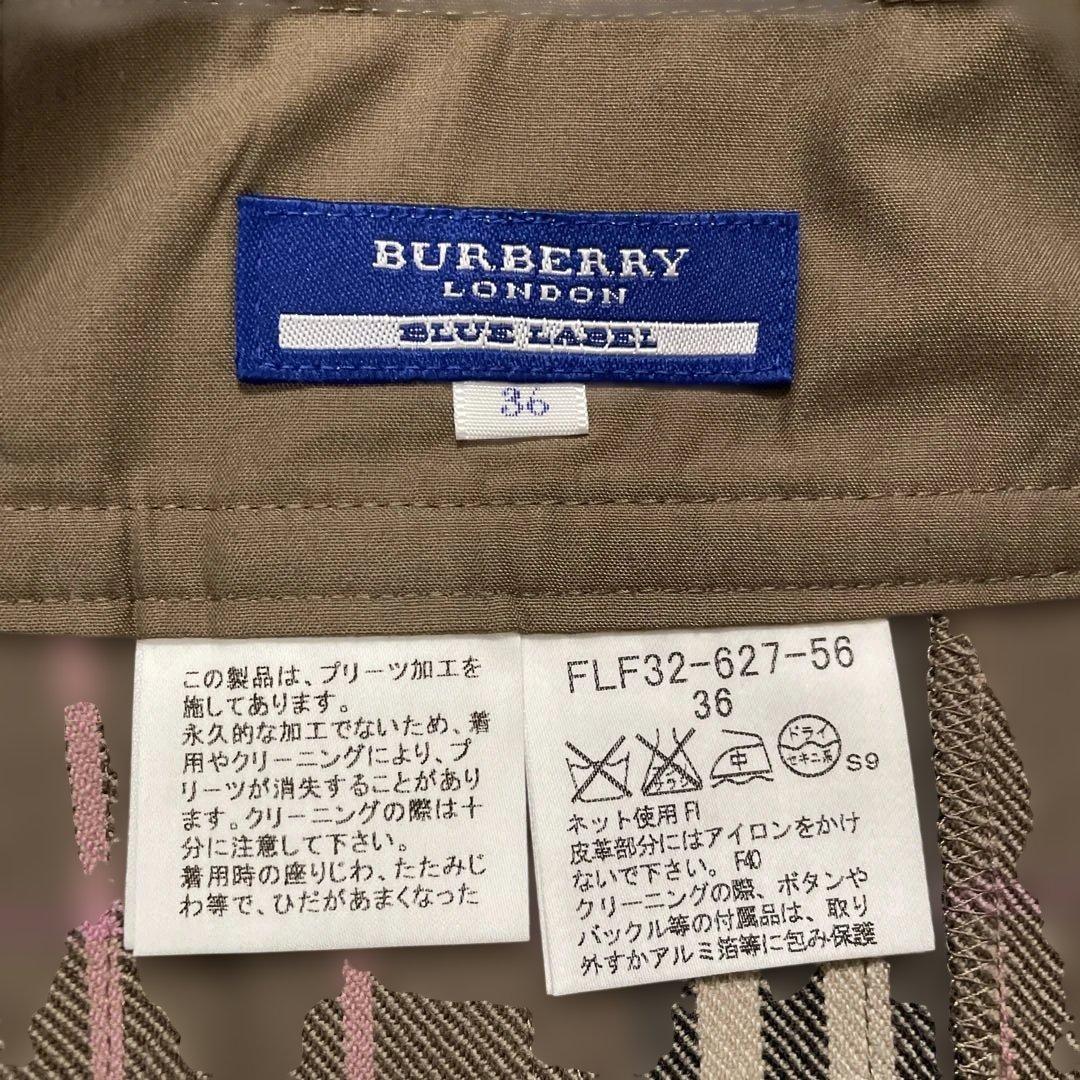 BURBERRY
LONDON
BLUE LABEL
36
この製品は、プリーツ加工を
施してあります。
永久的な加工でないため、着
用やクリーニングにより、プ
リーツが消失することがあり
ます。クリーニングの際は十
分に注意して下さい。
着用時の座りじわ、たたみじ
わ等で、ひだがあまくなった
FLF32-627-56
36
エンソサラシ
中
ドライ
セキユ系
S9
ネット使用 FI
皮革部分にはアイロンをかけ
ないで下さい。 F40
クリーニングの際、ボタンや
バックル等の付属品は、取り
外すかアルミ箔等に包み保護